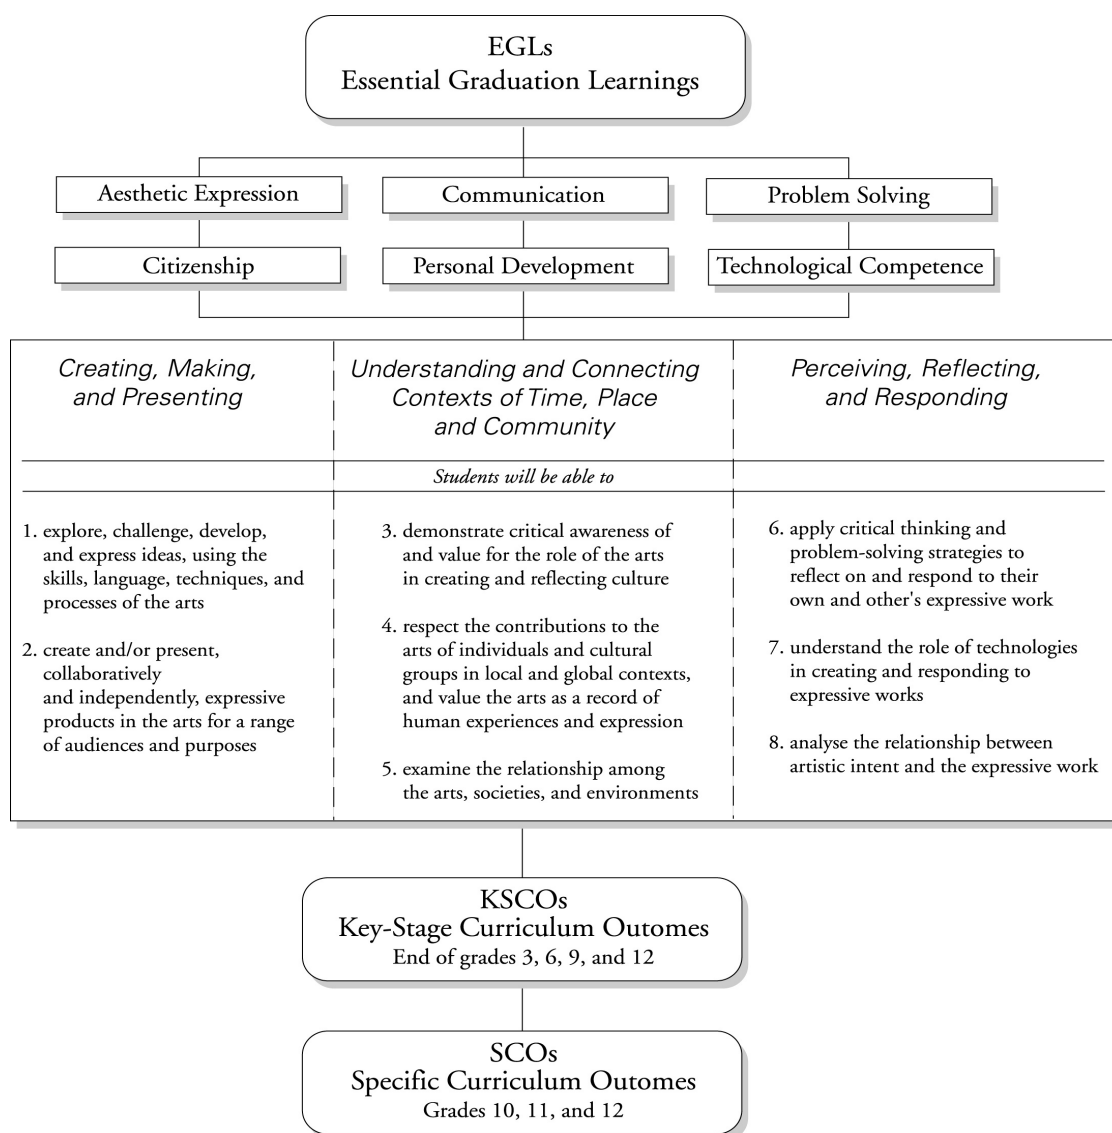 EGLs
Essential Graduation Learnings
Aesthetic Expression
Communication
Problem Solving
Citizenship
Personal Development
Technological Competence
Creating, Making,
and Presenting
Understanding and Connecting
Contexts of Time, Place
and Community
Perceiving, Reflecting,
and Responding
Students will be able to
1. explore, challenge, develop,
and express ideas, using the
skills, language, techniques, and
processes of the arts
2. create and/or present,
collaboratively
and independently, expressive
products in the arts for a range
of audiences and purposes
3. demonstrate critical awareness of
and value for the role of the arts
in creating and reflecting culture
4. respect the contributions to the
arts of individuals and cultural
groups in local and global contexts,
and value the arts as a record of
human experiences and expression
5. examine the relationship among
the arts, societies, and environments
6. apply critical thinking and
problem-solving strategies to
reflect on and respond to their
own and other's expressive work
7. understand the role of technologies
in creating and responding to
expressive works
8. analyse the relationship between
artistic intent and the expressive work
KSCOs
Key-Stage Curriculum Outcomes
End of grades 3, 6, 9, and 12
SCOs
Specific Curriculum Outcomes
Grades 10, 11, and 12